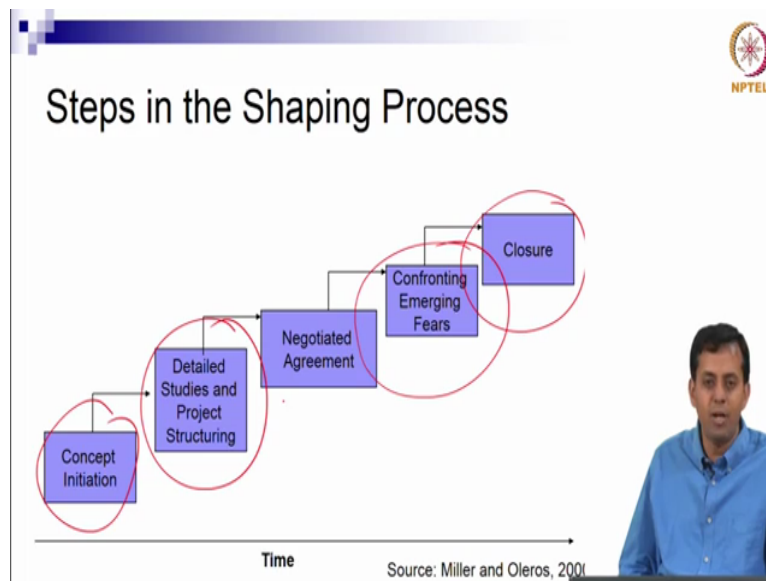 NPTEL
Steps in the Shaping Process
Closure
Confronting
Emerging
Fears
Negotiated
Agreement
Detailed
Studies and
Project
Structuring
Concept
Initiation
Time
Source: Miller and Oleros, 200